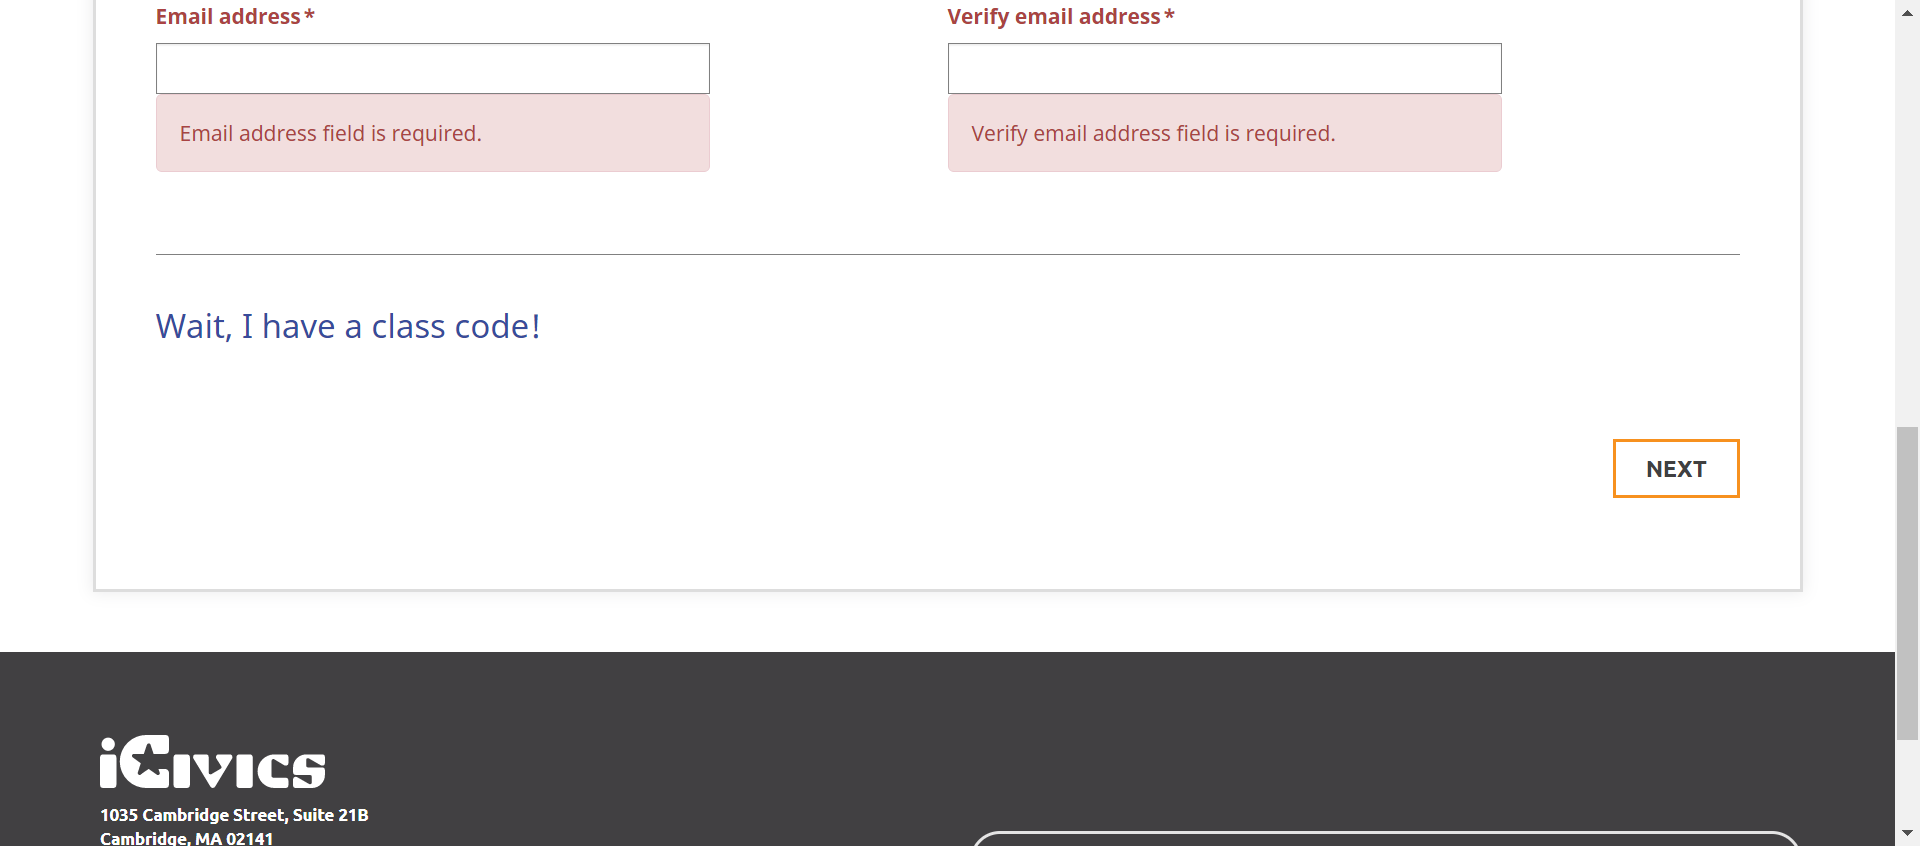 Email address*
Verify email address*
Email address field is required.
Verify email address field is required.
Wait, I have a class code!
NEXT
iCivics
1035 Cambridge Street, Suite 21B
Cambridge, MA 02141